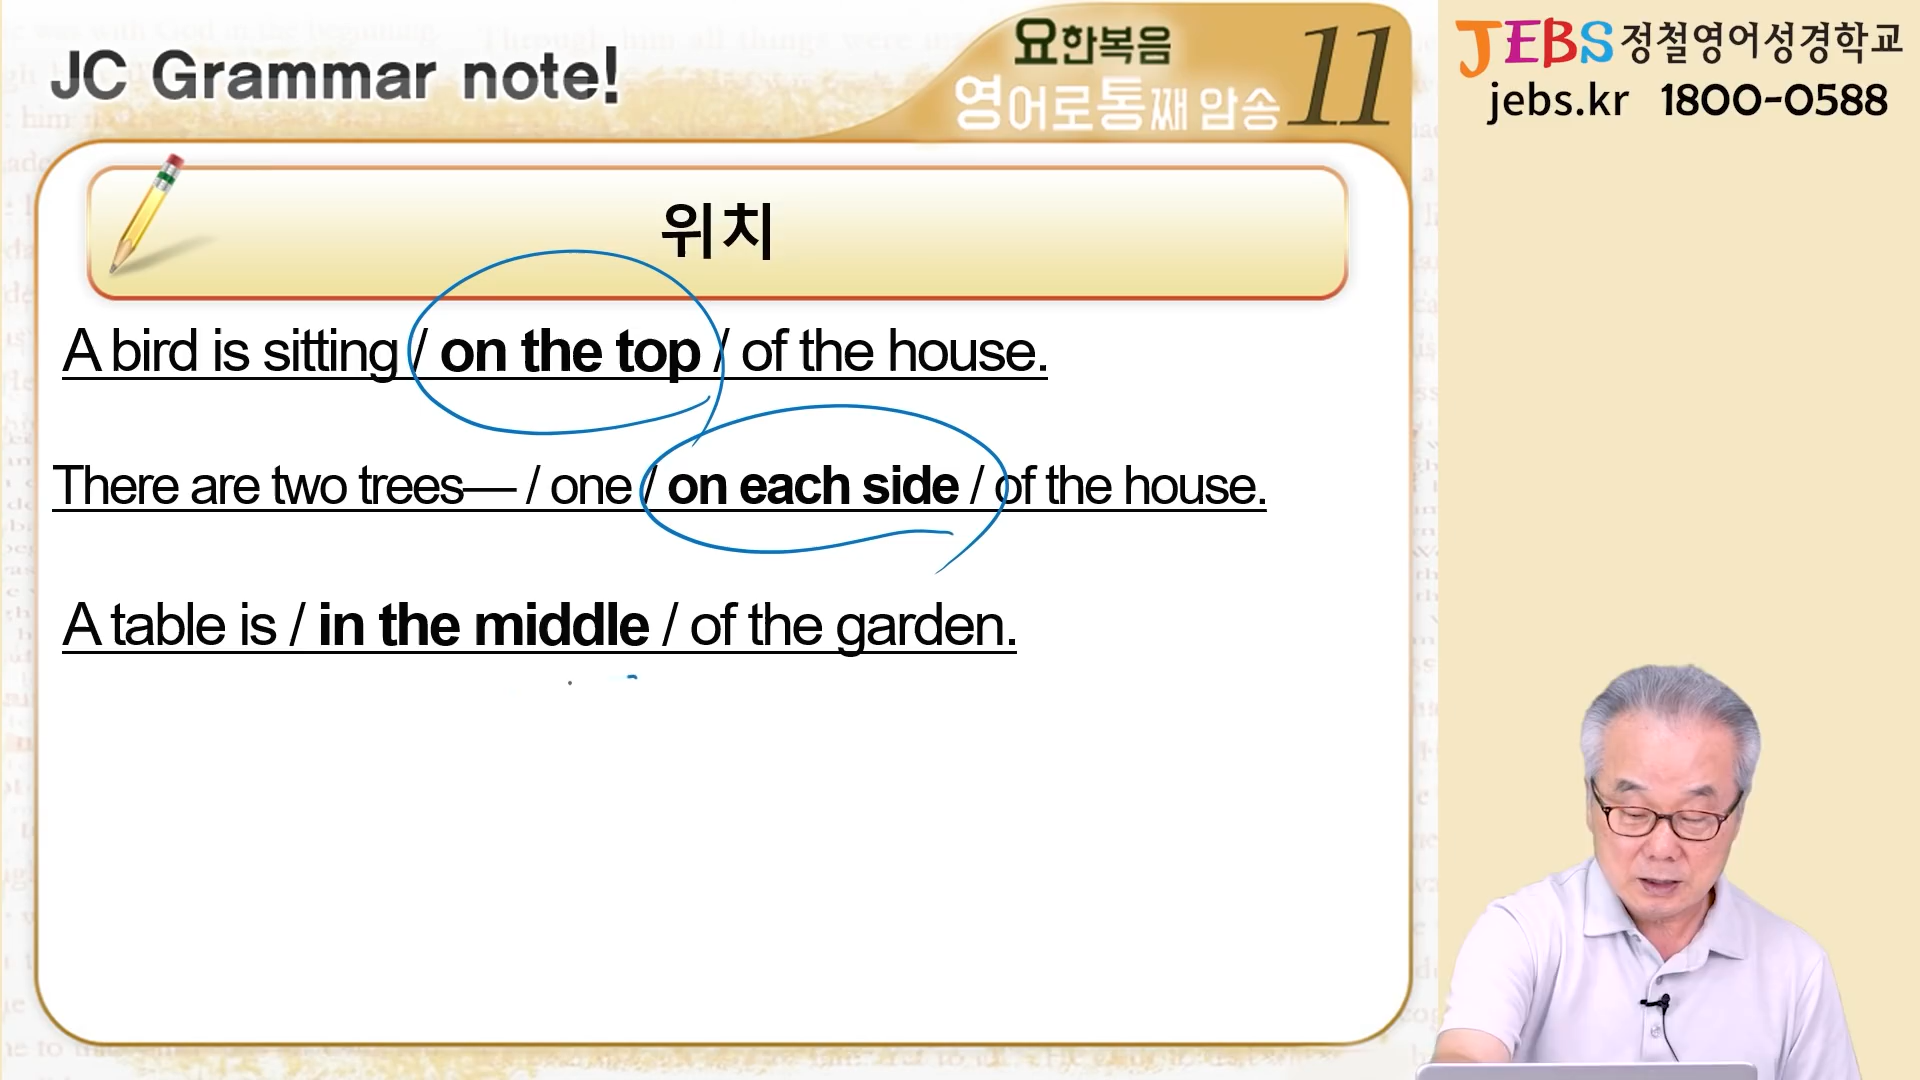 JC Grammar note!
요한복음
영어로통째 암송
11
JEBS 정철영어성경학교
jebs.kr 1800-0588
위치
A bird is sitting / on the top / of the house.
There are two trees— / one / on each side / of the house.
A table is / in the middle / of the garden.